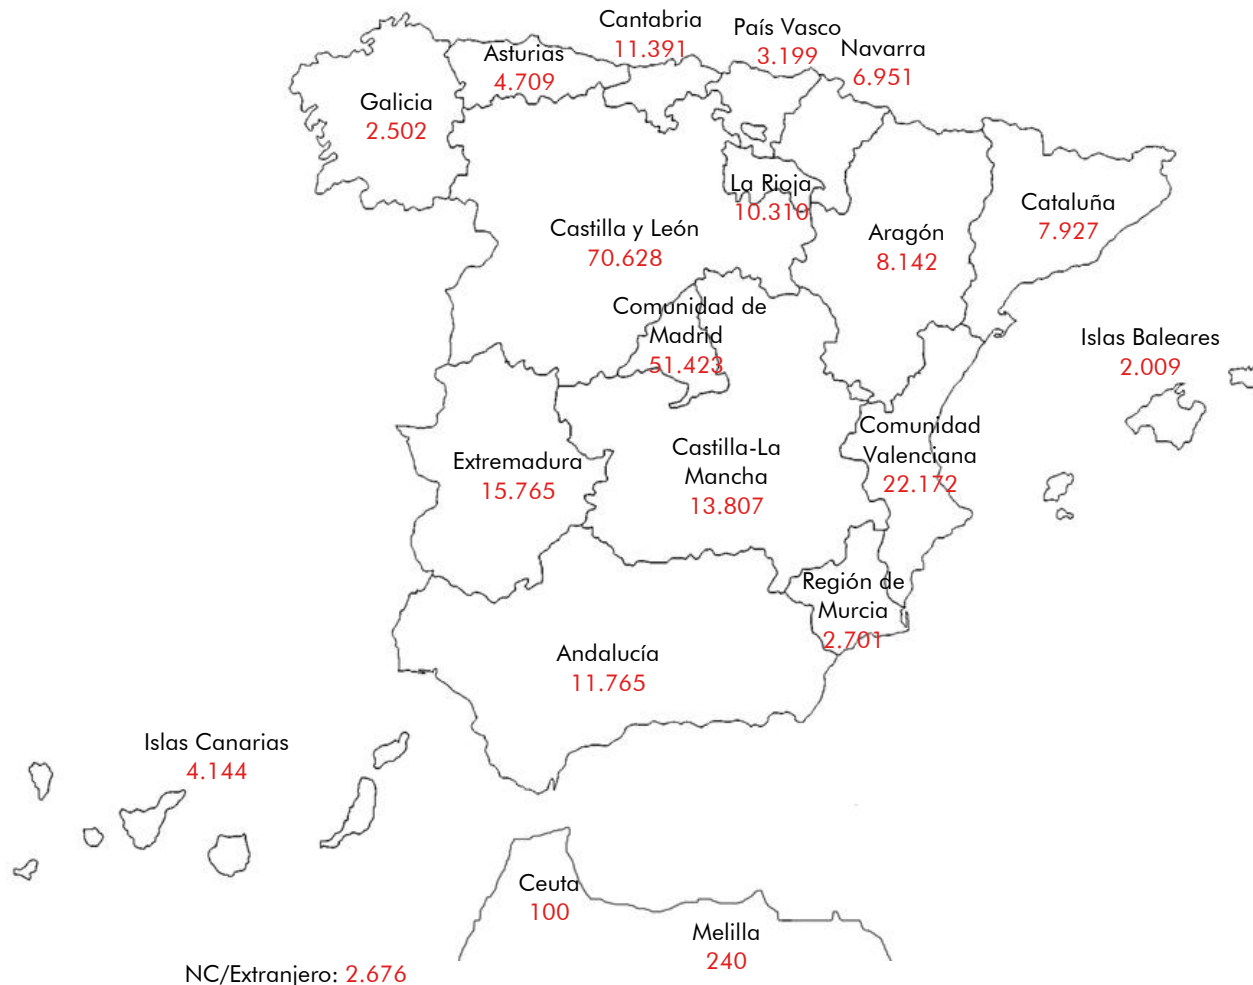 Cantabria
11.391
País Vasco
3.199
Navarra
6.951
Asturias
4.709
Galicia
2.502
La Rioja
10.310
Cataluña
7.927
Castilla y León
70.628
Aragón
8.142
Comunidad de
Madrid
51.423
Islas Baleares
2.009
Comunidad
Valenciana
22.172
Extremadura
15.765
Castilla-La
Mancha
13.807
Región de
Murcia
2.701
Andalucía
11.765
Islas Canarias
4.144
Ceuta
100
Melilla
240
NC/Extranjero: 2.676